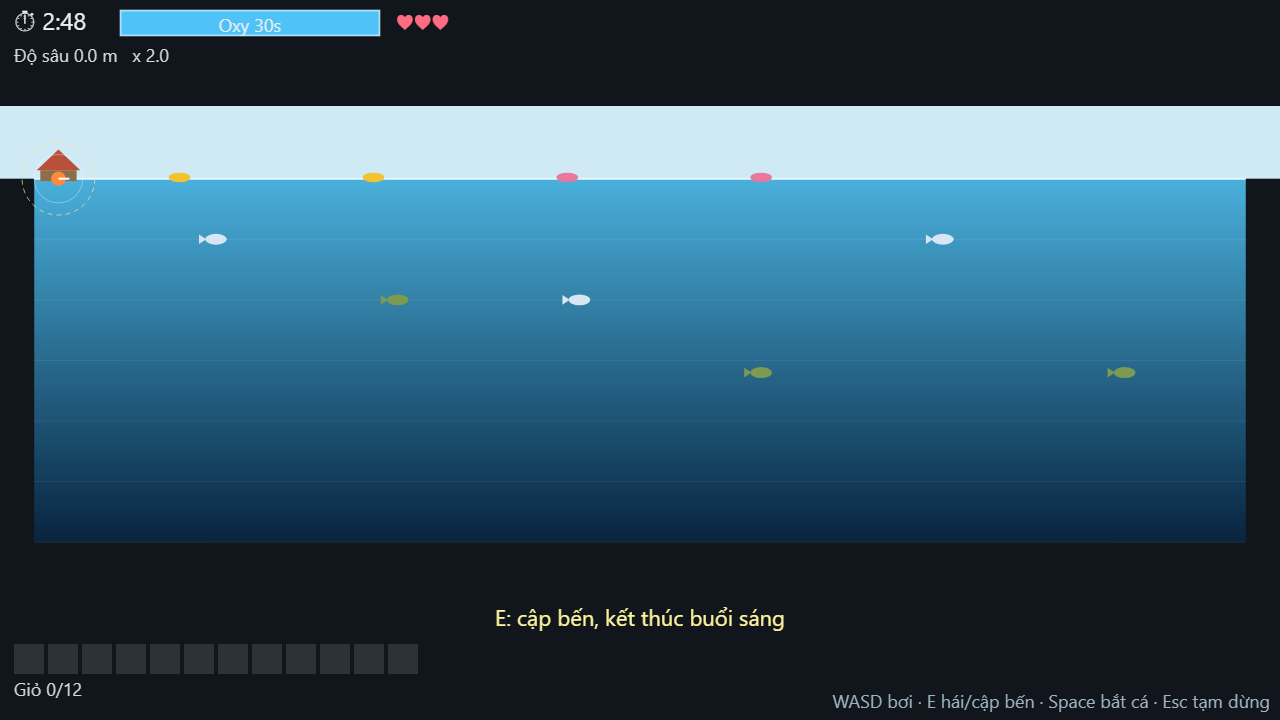 ⏱ 2:48 Oxy 30s ♥♥♥
Độ sâu 0.0 m x 2.0
E: cập bến, kết thúc buổi sáng
Giỏ 0/12
WASD bơi · E hái/cập bến · Space bắt cá · Esc tạm dừng